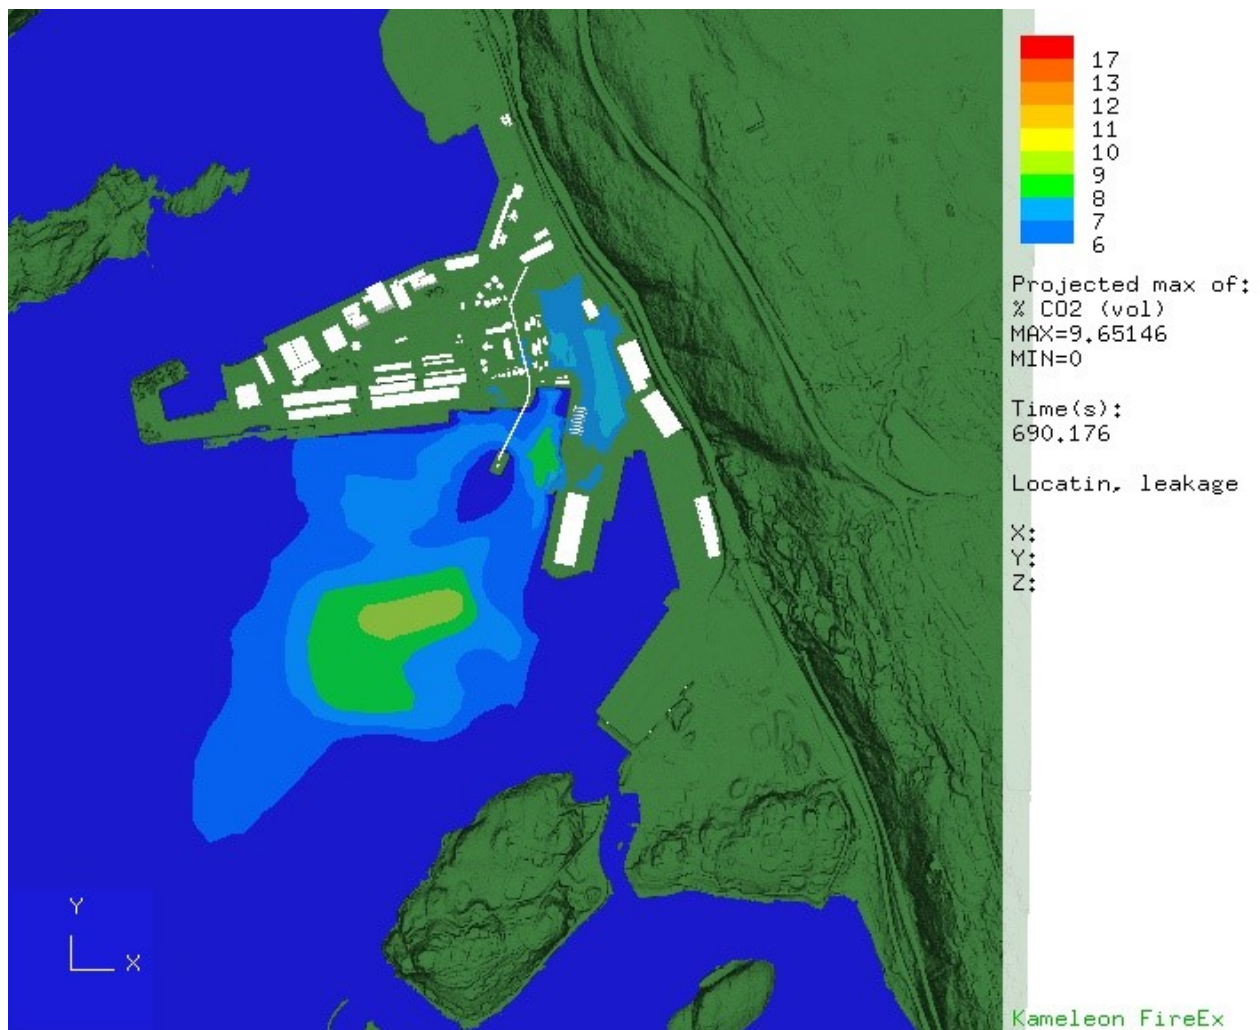 17
13
12
11
10
9
8
7
6
Projected max of:
% CO2 (vol)
MAX=9.65146
MIN=0
Time(s):
690.176
Locatin, leakage
X:
Y:
Z:
Y
X
Kameleon FireEx